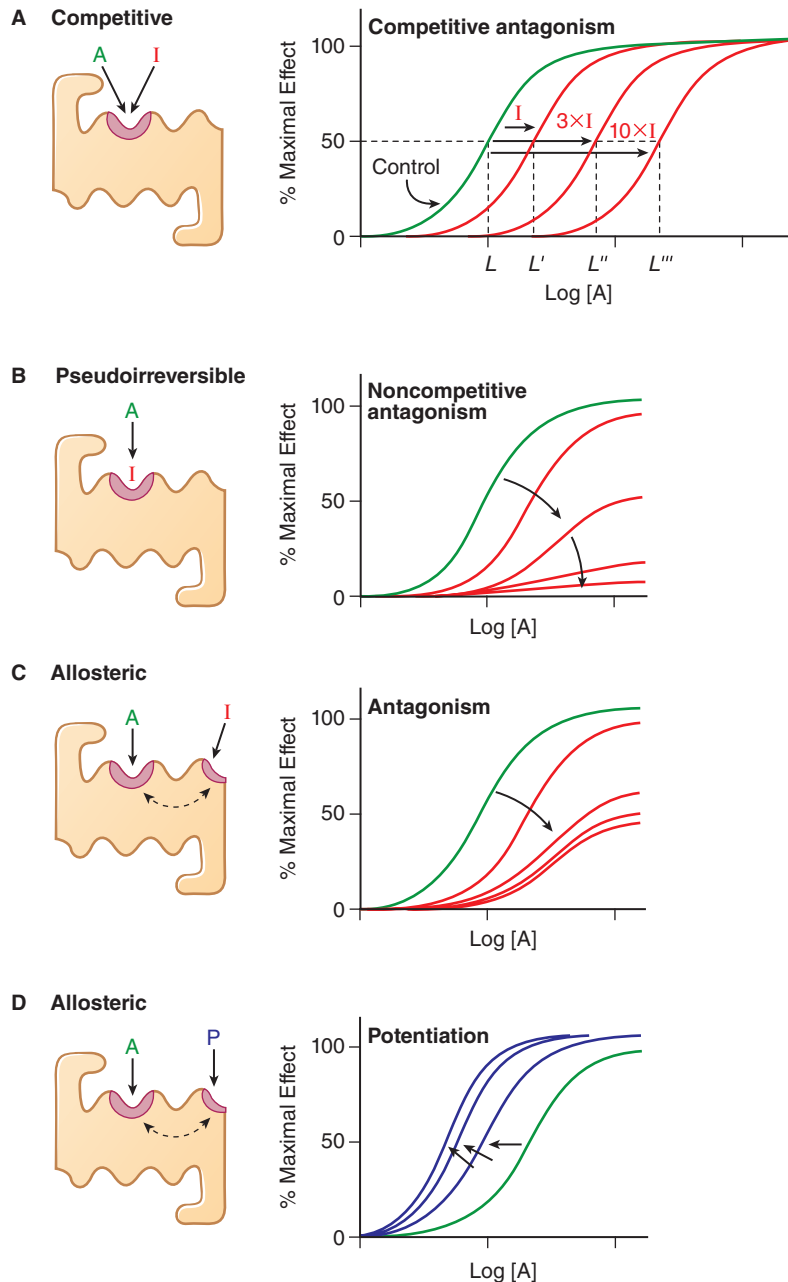 A Competitive
A I
Competitive antagonism
% Maximal Effect
100
50
0
Control
I
3×I
10×I
L L' L'' L'''
Log [A]
B Pseudoirreversible
A
I
Noncompetitive
antagonism
% Maximal Effect
100
50
0
Log [A]
C Allosteric
A
I
Antagonism
% Maximal Effect
100
50
0
Log [A]
D Allosteric
A
P
Potentiation
% Maximal Effect
100
50
0
Log [A]